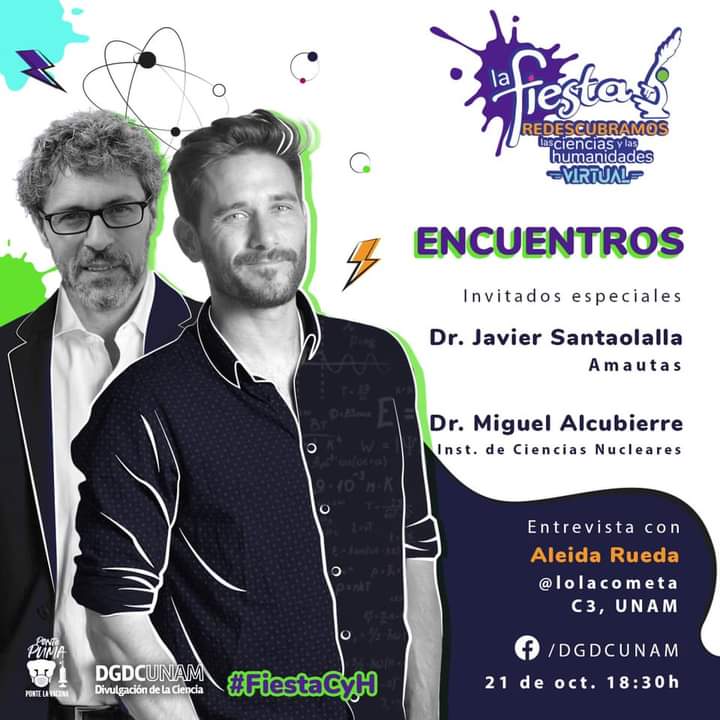 la
Fiesta
REDESCUBRAMOS
las ciencias y las
humanidades
VIRTUAL
ENCUENTROS
Invitados especiales
Dr. Javier Santaolalla
Amautas
Dr. Miguel Alcubierre
Inst. de Ciencias Nucleares
Entrevista con
Aleida Rueda
@lolacometa
C3, UNAM
/DGDCUNAM
21 de oct. 18:30h
PONTE
PUMA
PONTE LA VACUNA
DGDCUNAM
Divulgación de la Ciencia
#FiestaCyH